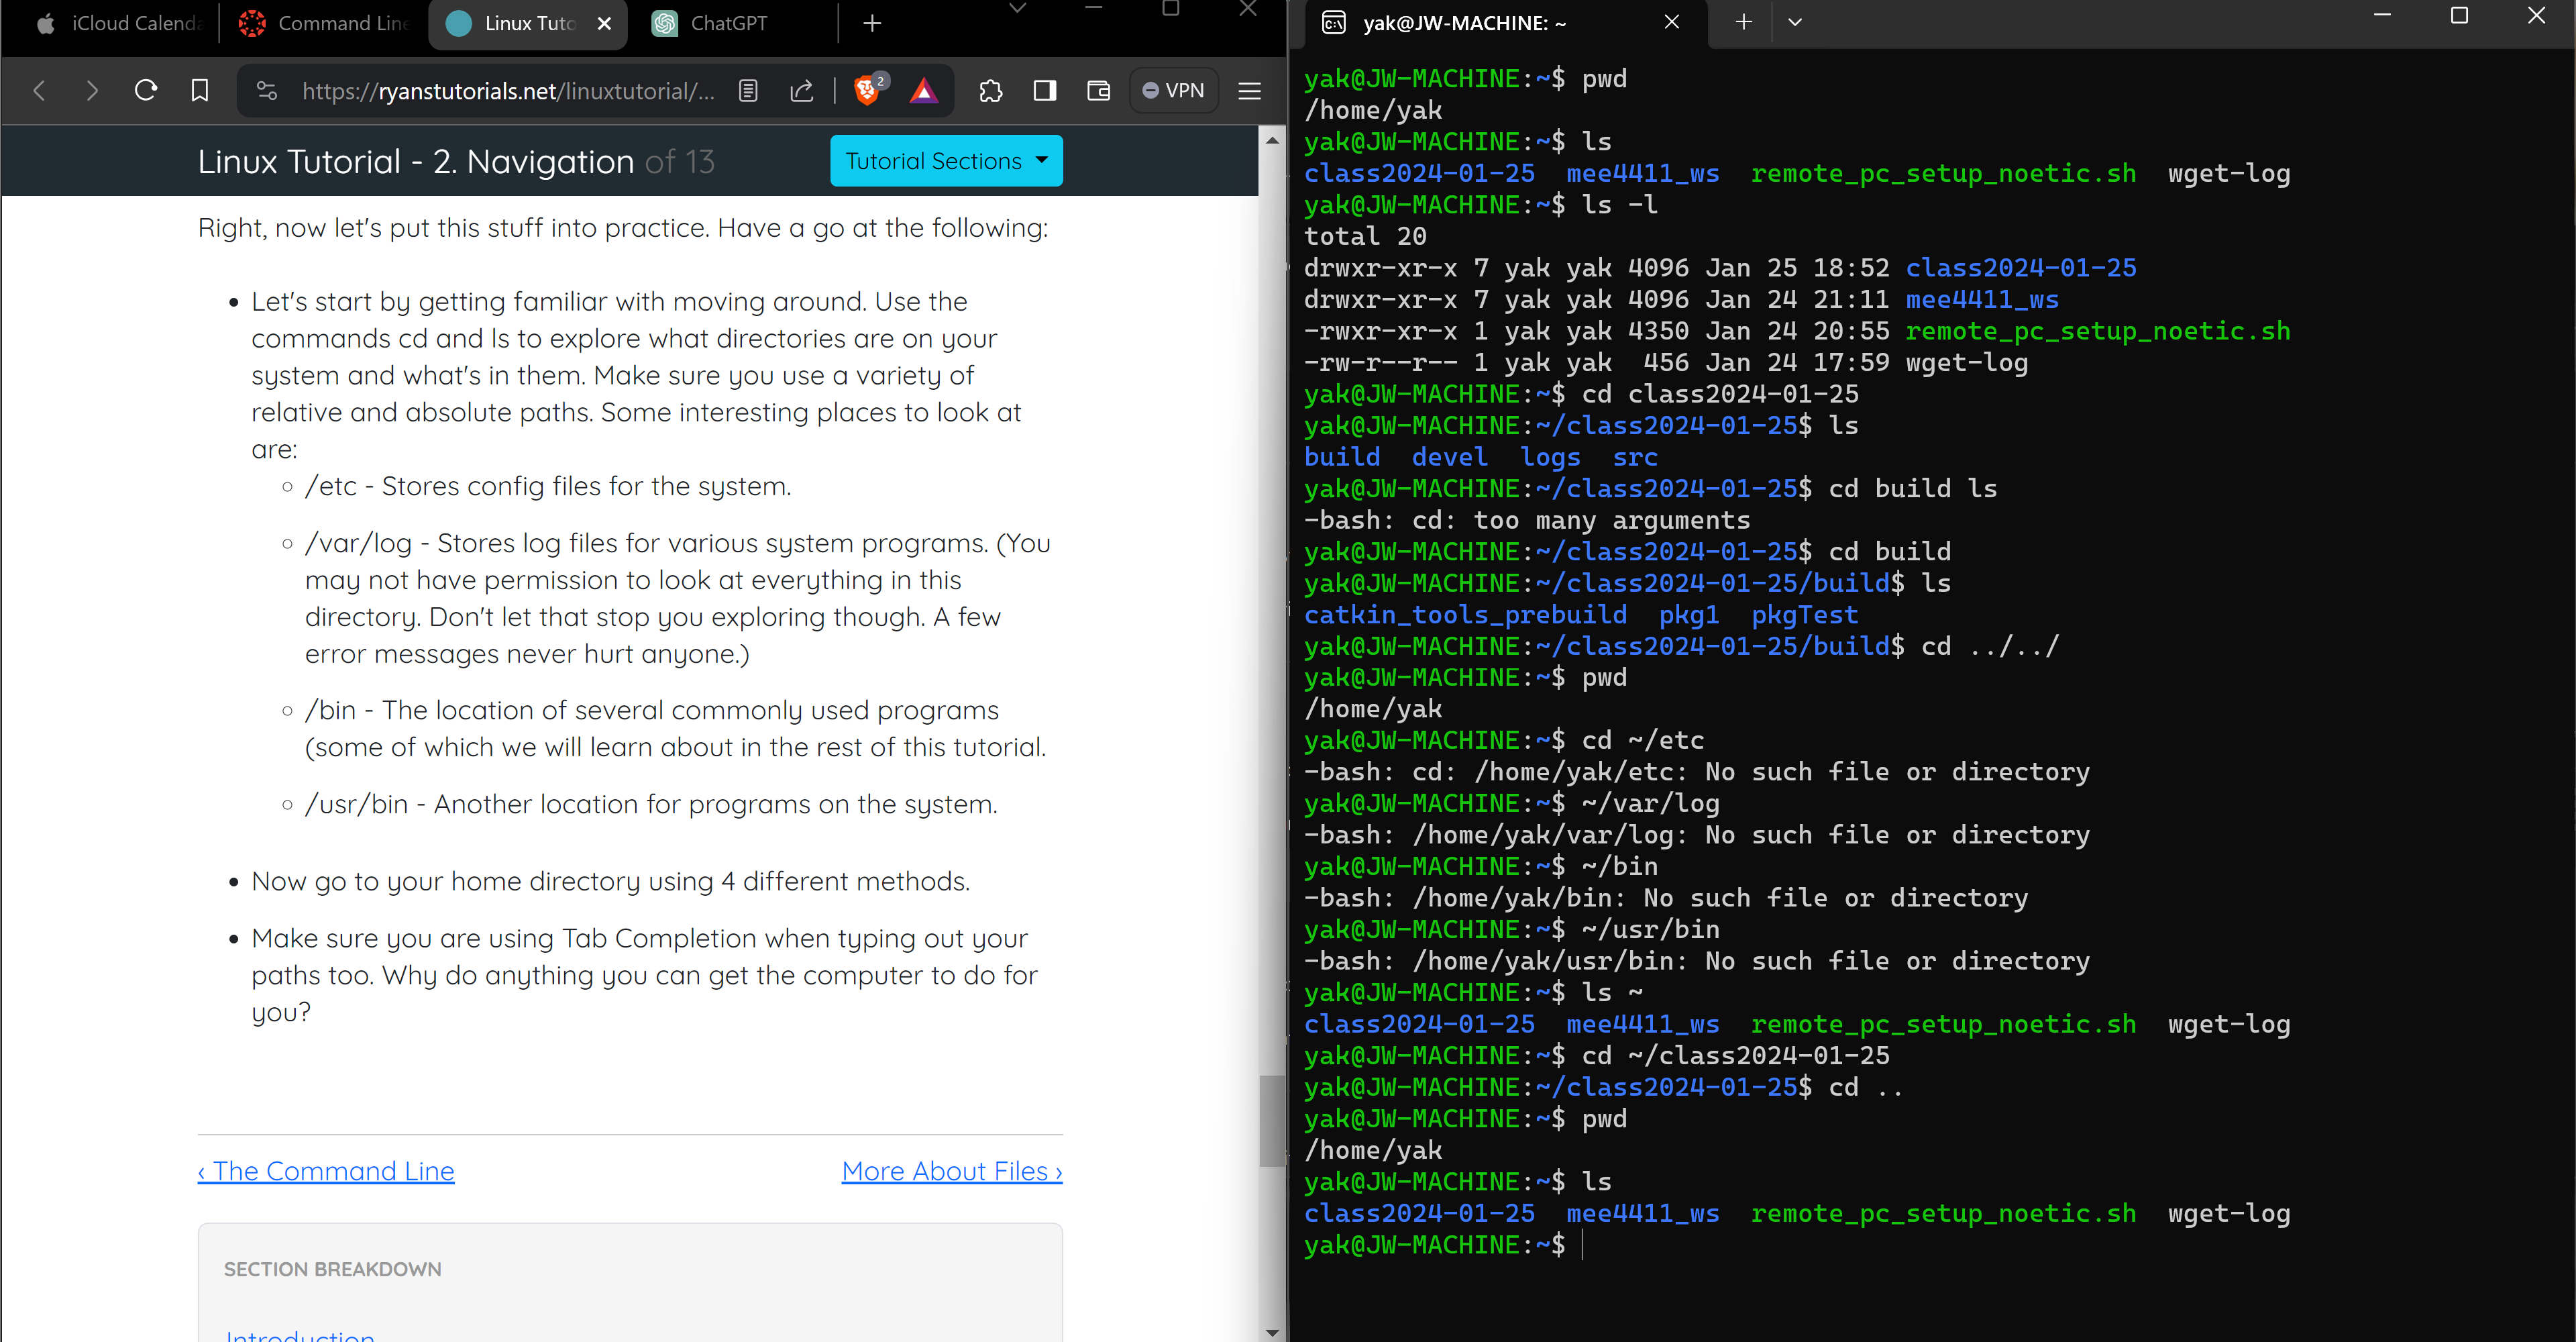 iCloud Calenda
Command Line
Linux Tuto
ChatGPT
https://ryanstutorials.net/linuxtutorial/...
2
VPN
Linux Tutorial - 2. Navigation of 13
Tutorial Sections
Right, now let's put this stuff into practice. Have a go at the following:
Let's start by getting familiar with moving around. Use the
commands cd and ls to explore what directories are on your
system and what's in them. Make sure you use a variety of
relative and absolute paths. Some interesting places to look at
are:
/etc - Stores config files for the system.
/var/log - Stores log files for various system programs. (You
may not have permission to look at everything in this
directory. Don't let that stop you exploring though. A few
error messages never hurt anyone.)
/bin - The location of several commonly used programs
(some of which we will learn about in the rest of this tutorial.
/usr/bin - Another location for programs on the system.
Now go to your home directory using 4 different methods.
Make sure you are using Tab Completion when typing out your
paths too. Why do anything you can get the computer to do for
you?
‹ The Command Line
More About Files ›
SECTION BREAKDOWN
Introduction
yak@JW-MACHINE: ~
yak@JW-MACHINE:~$ pwd
/home/yak
yak@JW-MACHINE:~$ ls
class2024-01-25  mee4411_ws  remote_pc_setup_noetic.sh  wget-log
yak@JW-MACHINE:~$ ls -l
total 20
drwxr-xr-x 7 yak yak 4096 Jan 25 18:52 class2024-01-25
drwxr-xr-x 7 yak yak 4096 Jan 24 21:11 mee4411_ws
-rwxr-xr-x 1 yak yak 4350 Jan 24 20:55 remote_pc_setup_noetic.sh
-rw-r--r-- 1 yak yak  456 Jan 24 17:59 wget-log
yak@JW-MACHINE:~$ cd class2024-01-25
yak@JW-MACHINE:~/class2024-01-25$ ls
build  devel  logs  src
yak@JW-MACHINE:~/class2024-01-25$ cd build ls
-bash: cd: too many arguments
yak@JW-MACHINE:~/class2024-01-25$ cd build
yak@JW-MACHINE:~/class2024-01-25/build$ ls
catkin_tools_prebuild  pkg1  pkgTest
yak@JW-MACHINE:~/class2024-01-25/build$ cd ../../
yak@JW-MACHINE:~$ pwd
/home/yak
yak@JW-MACHINE:~$ cd ~/etc
-bash: cd: /home/yak/etc: No such file or directory
yak@JW-MACHINE:~$ ~/var/log
-bash: /home/yak/var/log: No such file or directory
yak@JW-MACHINE:~$ ~/bin
-bash: /home/yak/bin: No such file or directory
yak@JW-MACHINE:~$ ~/usr/bin
-bash: /home/yak/usr/bin: No such file or directory
yak@JW-MACHINE:~$ ls ~
class2024-01-25  mee4411_ws  remote_pc_setup_noetic.sh  wget-log
yak@JW-MACHINE:~$ cd ~/class2024-01-25
yak@JW-MACHINE:~/class2024-01-25$ cd ..
yak@JW-MACHINE:~$ pwd
/home/yak
yak@JW-MACHINE:~$ ls
class2024-01-25  mee4411_ws  remote_pc_setup_noetic.sh  wget-log
yak@JW-MACHINE:~$